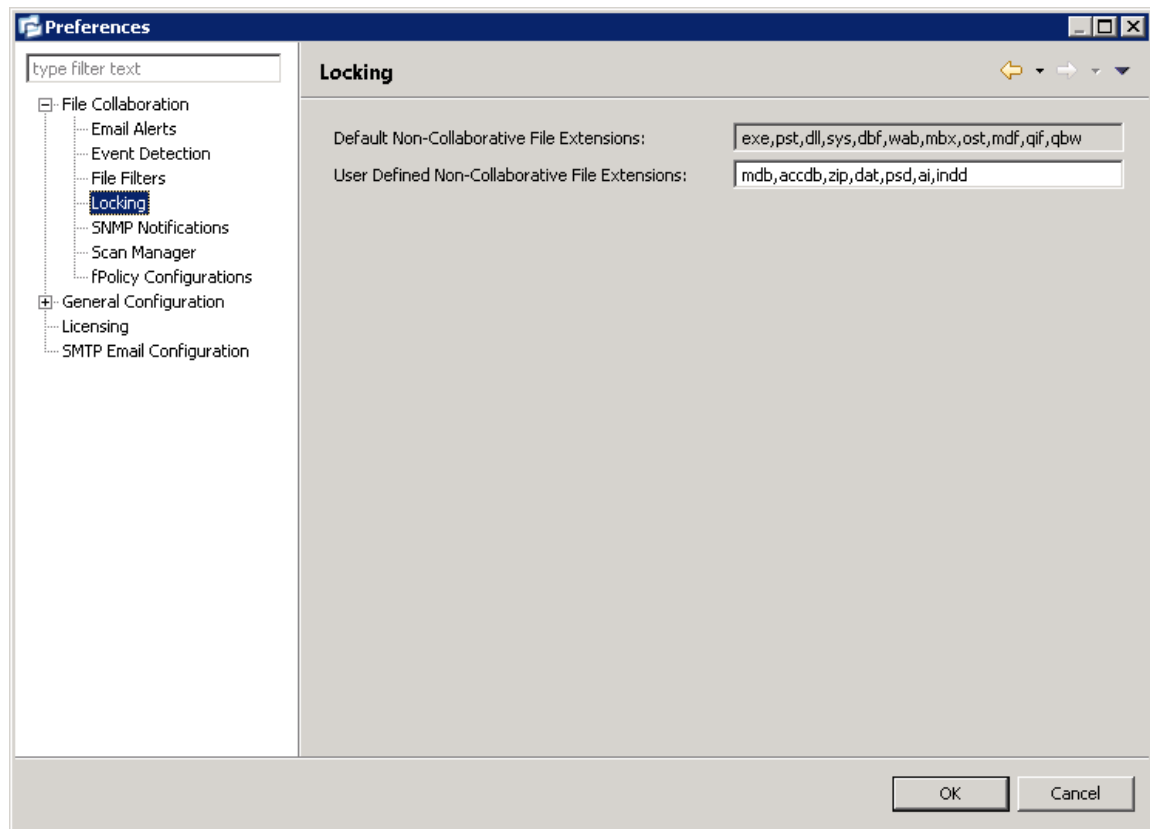 Preferences
type filter text
Locking
File Collaboration
Email Alerts
Event Detection
File Filters
Locking
SNMP Notifications
Scan Manager
fPolicy Configurations
General Configuration
Licensing
SMTP Email Configuration
Default Non-Collaborative File Extensions: exe,pst,dll,sys,dbf,wab,mbx,ost,mdf,qif,qbw
User Defined Non-Collaborative File Extensions: mdb,accdb,zip,dat,psd,ai,indd
OK Cancel